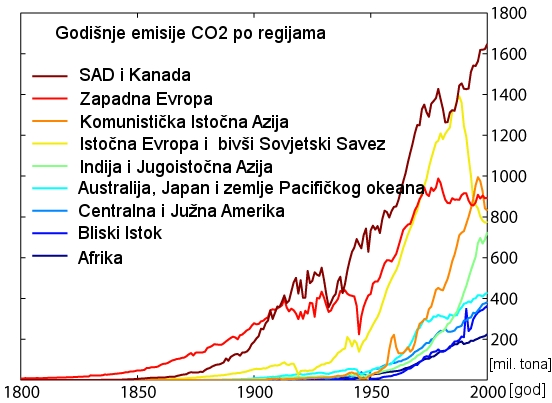 Godišnje emisije CO2 po regijama
SAD i Kanada
Zapadna Evropa
Komunistička Istočna Azija
Istočna Evropa i bivši Sovjetski Savez
Indija i Jugoistočna Azija
Australija, Japan i zemlje Pacifičkog okeana
Centralna i Južna Amerika
Bliski Istok
Afrika
1800
1600
1400
1200
1000
800
600
400
200
[mil. tona]
1800 1850 1900 1950 2000 [god]